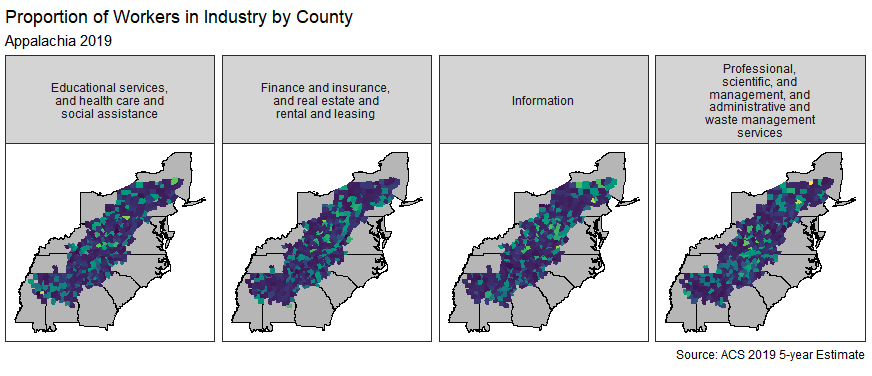 Proportion of Workers in Industry by County
Appalachia 2019
Educational services,
and health care and
social assistance
Finance and insurance,
and real estate and
rental and leasing
Information
Professional,
scientific, and
management, and
administrative and
waste management
services
Source: ACS 2019 5-year Estimate